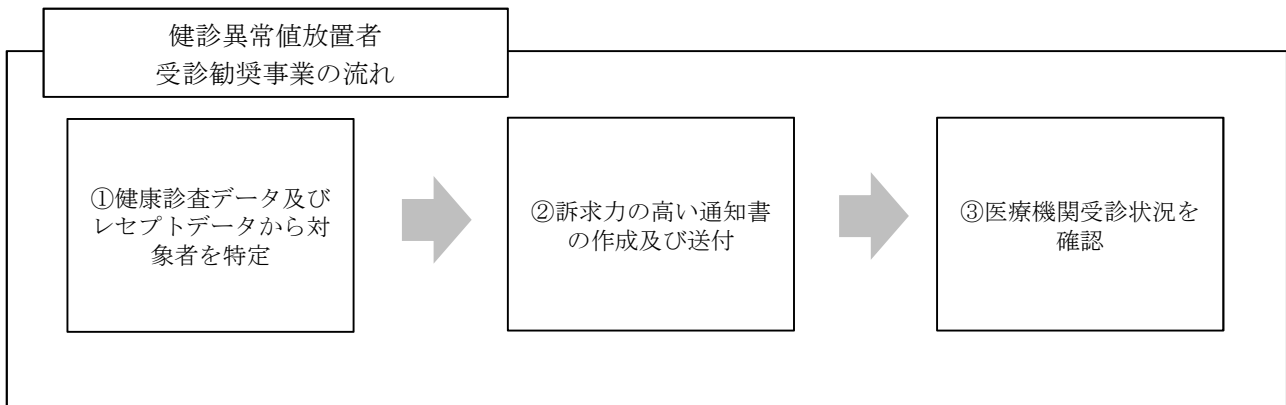 健診異常値放置者
受診勧奨事業の流れ
①健康診査データ及び
レセプトデータから対
象者を特定
②訴求力の高い通知書
の作成及び送付
③医療機関受診状況を
確認